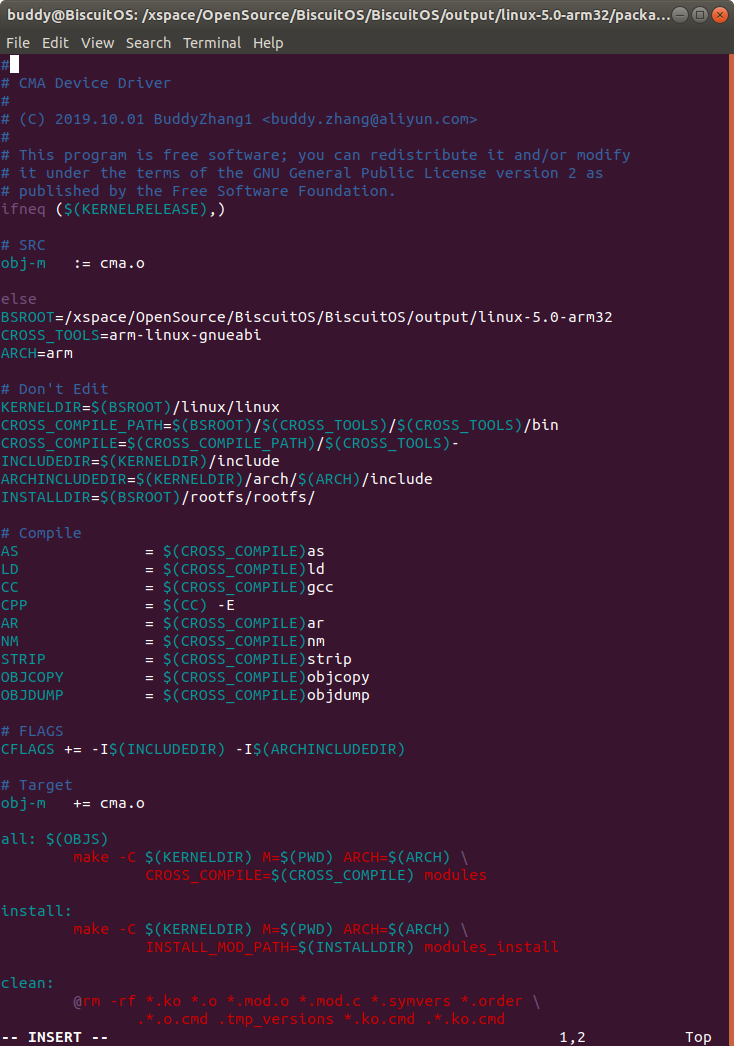 buddy@BiscuitOS: /xspace/OpenSource/BiscuitOS/BiscuitOS/output/linux-5.0-arm32/packa...
File Edit View Search Terminal Help
#
# CMA Device Driver
#
# (C) 2019.10.01 BuddyZhang1 <buddy.zhang@aliyun.com>
#
# This program is free software; you can redistribute it and/or modify
# it under the terms of the GNU General Public License version 2 as
# published by the Free Software Foundation.
ifneq ($(KERNELRELEASE),)
# SRC
obj-m   := cma.o
else
BSROOT=/xspace/OpenSource/BiscuitOS/BiscuitOS/output/linux-5.0-arm32
CROSS_TOOLS=arm-linux-gnueabi
ARCH=arm
# Don't Edit
KERNELDIR=$(BSROOT)/linux/linux
CROSS_COMPILE_PATH=$(BSROOT)/$(CROSS_TOOLS)/$(CROSS_TOOLS)/bin
CROSS_COMPILE=$(CROSS_COMPILE_PATH)/$(CROSS_TOOLS)-
INCLUDEDIR=$(KERNELDIR)/include
ARCHINCLUDEDIR=$(KERNELDIR)/arch/$(ARCH)/include
INSTALLDIR=$(BSROOT)/rootfs/rootfs/
# Compile
AS              = $(CROSS_COMPILE)as
LD              = $(CROSS_COMPILE)ld
CC              = $(CROSS_COMPILE)gcc
CPP             = $(CC) -E
AR              = $(CROSS_COMPILE)ar
NM              = $(CROSS_COMPILE)nm
STRIP           = $(CROSS_COMPILE)strip
OBJCOPY         = $(CROSS_COMPILE)objcopy
OBJDUMP         = $(CROSS_COMPILE)objdump
# FLAGS
CFLAGS += -I$(INCLUDEDIR) -I$(ARCHINCLUDEDIR)
# Target
obj-m   += cma.o
all: $(OBJS)
        make -C $(KERNELDIR) M=$(PWD) ARCH=$(ARCH) \
                CROSS_COMPILE=$(CROSS_COMPILE) modules
install:
        make -C $(KERNELDIR) M=$(PWD) ARCH=$(ARCH) \
                INSTALL_MOD_PATH=$(INSTALLDIR) modules_install
clean:
        @rm -rf *.ko *.o *.mod.o *.mod.c *.symvers *.order \
               .*.o.cmd .tmp_versions *.ko.cmd .*.ko.cmd
-- INSERT --                                                  1,2           Top